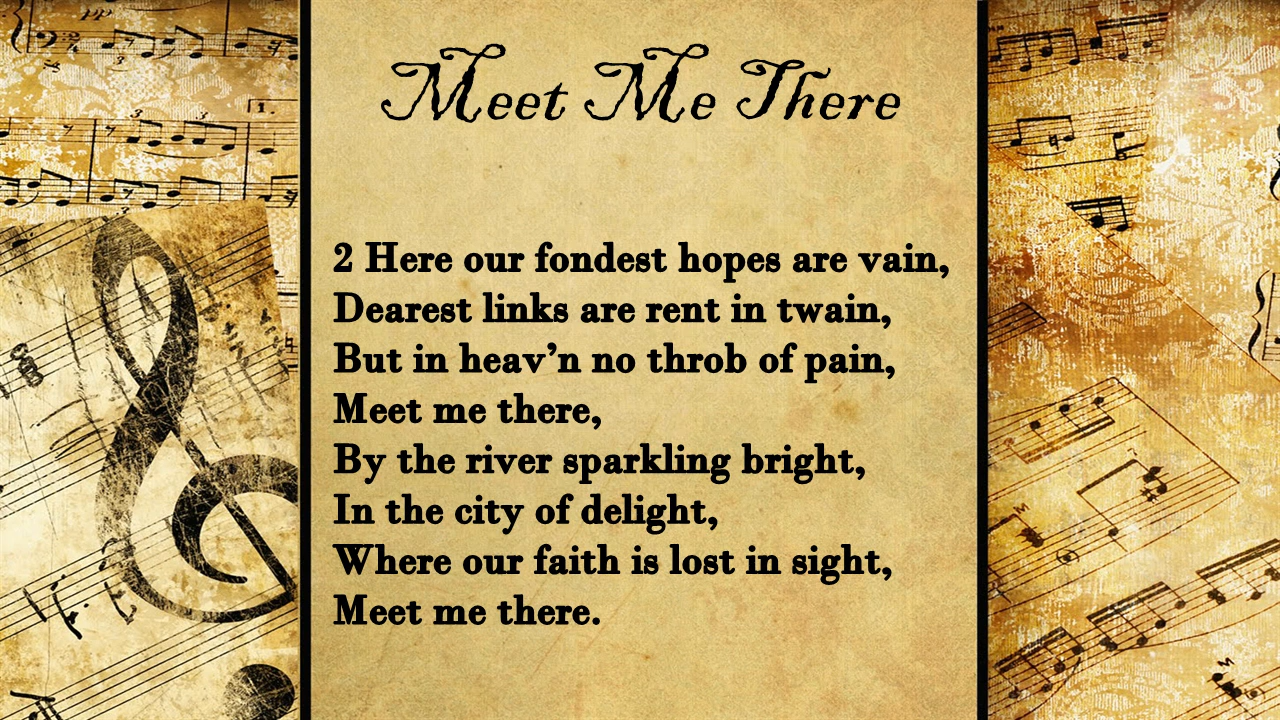 Meet Me There
2 Here our fondest hopes are vain,
Dearest links are rent in twain,
But in heav’n no throb of pain,
Meet me there,
By the river sparkling bright,
In the city of delight,
Where our faith is lost in sight,
Meet me there.